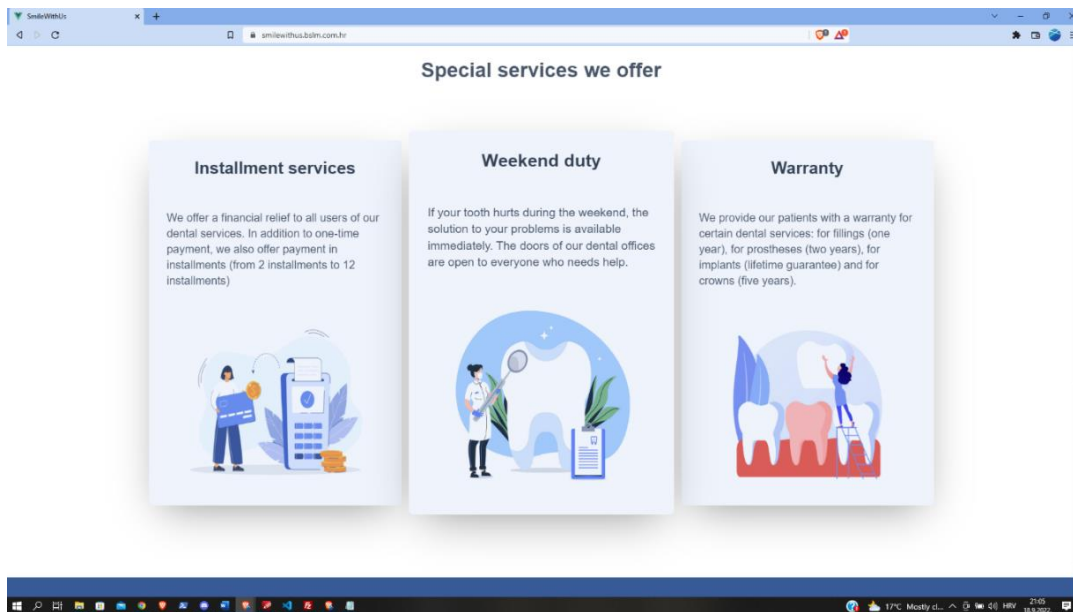 SmileWithUs
smilewithus.bslm.com.hr
Special services we offer
Installment services
We offer a financial relief to all users of our
dental services. In addition to one-time
payment, we also offer payment in
installments (from 2 installments to 12
installments)
Weekend duty
If your tooth hurts during the weekend, the
solution to your problems is available
immediately. The doors of our dental offices
are open to everyone who needs help.
Warranty
We provide our patients with a warranty for
certain dental services: for fillings (one
year), for prostheses (two years), for
implants (lifetime guarantee) and for
crowns (five years).
17°C Mostly cl... HRV
21:05
18.9.2022.